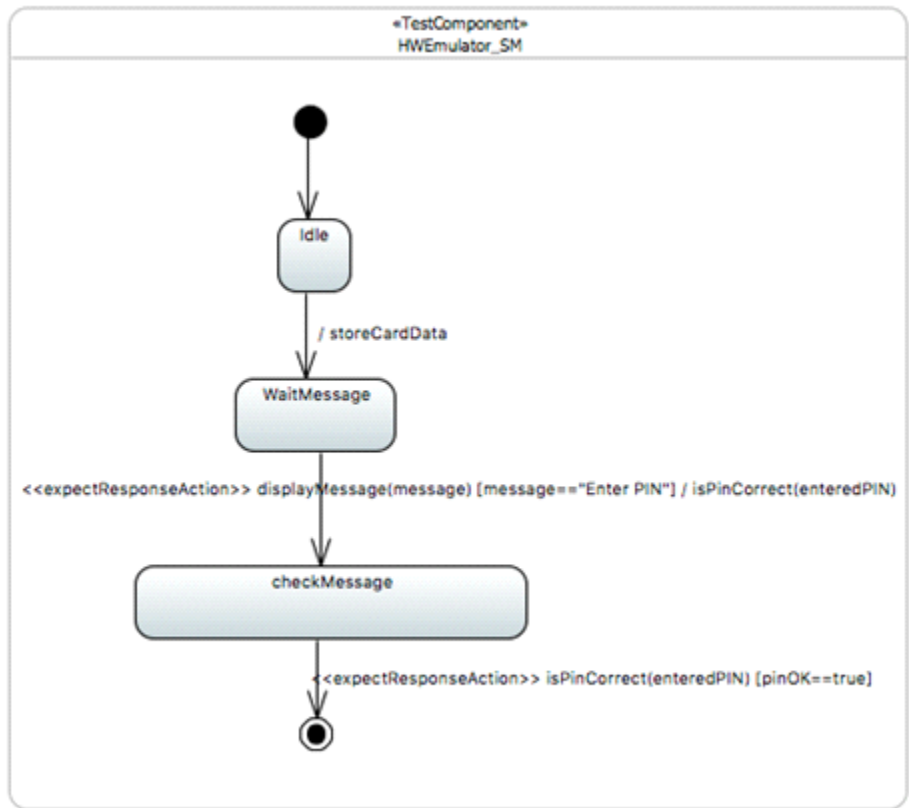 «TestComponent»
HWEmulator_SM
Idle
/ storeCardData
WaitMessage
<<expectResponseAction>> displayMessage(message) [message=="Enter PIN"] / isPinCorrect(enteredPIN)
checkMessage
<<expectResponseAction>> isPinCorrect(enteredPIN) [pinOK==true]